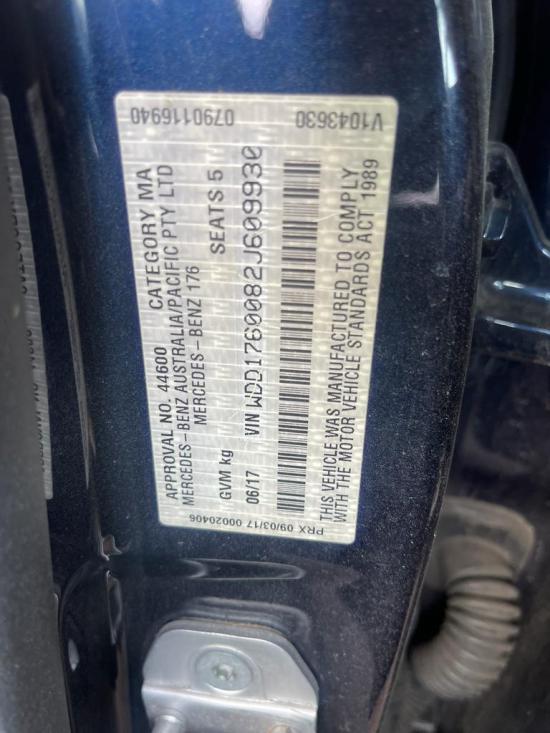 0790116940
V1043630
APPROVAL NO. 44600 CATEGORY MA
MERCEDES-BENZ AUSTRALIA/PACIFIC PTY LTD
MERCEDES-BENZ 176
GVM kg SEATS 5
06/17 VIN WDD1760082J609930
THIS VEHICLE WAS MANUFACTURED TO COMPLY
WITH THE MOTOR VEHICLE STANDARDS ACT 1989
PRX 09/03/17 00020406